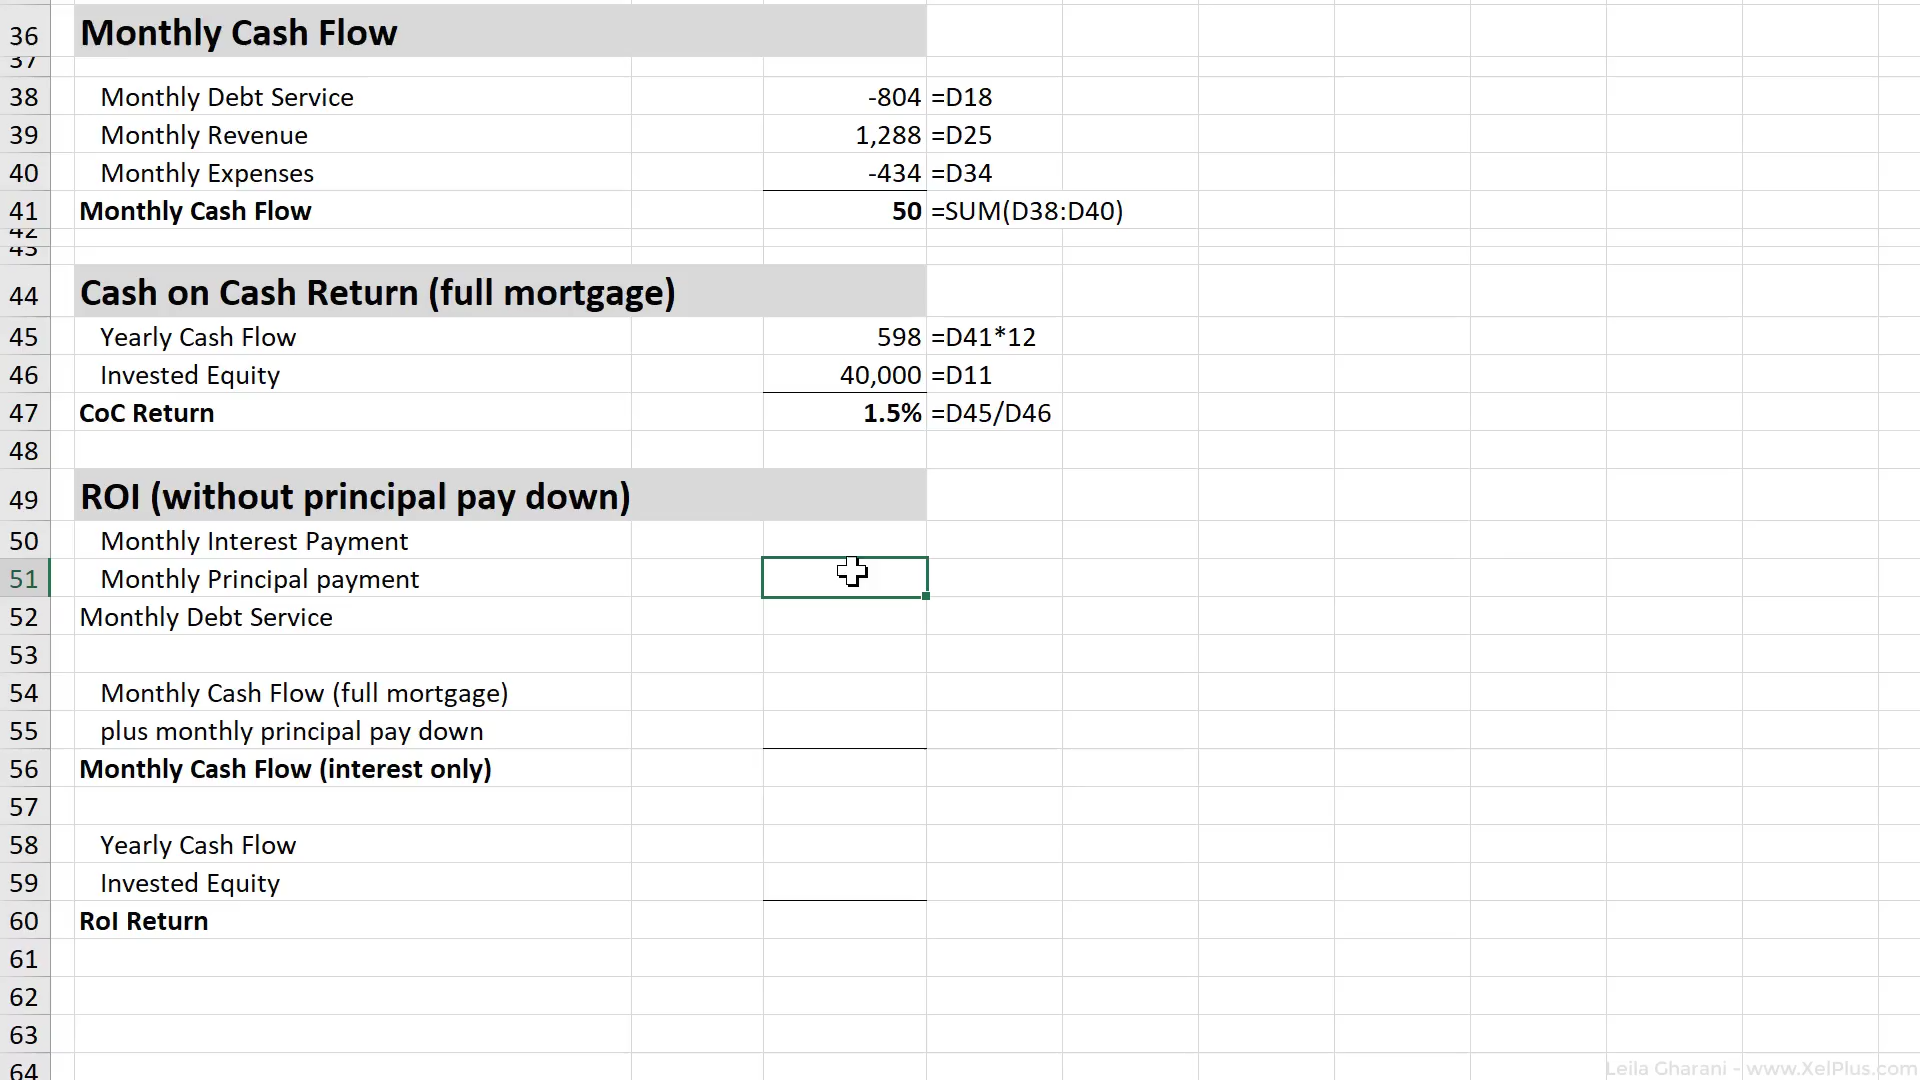 36 Monthly Cash Flow
37
38 Monthly Debt Service -804 =D18
39 Monthly Revenue 1,288 =D25
40 Monthly Expenses -434 =D34
41 Monthly Cash Flow 50 =SUM(D38:D40)
42
43
44 Cash on Cash Return (full mortgage)
45 Yearly Cash Flow 598 =D41*12
46 Invested Equity 40,000 =D11
47 CoC Return 1.5% =D45/D46
48
49 ROI (without principal pay down)
50 Monthly Interest Payment
51 Monthly Principal payment
52 Monthly Debt Service
53
54 Monthly Cash Flow (full mortgage)
55 plus monthly principal pay down
56 Monthly Cash Flow (interest only)
57
58 Yearly Cash Flow
59 Invested Equity
60 RoI Return
61
62
63
64
Leila Gharani - www.XelPlus.com